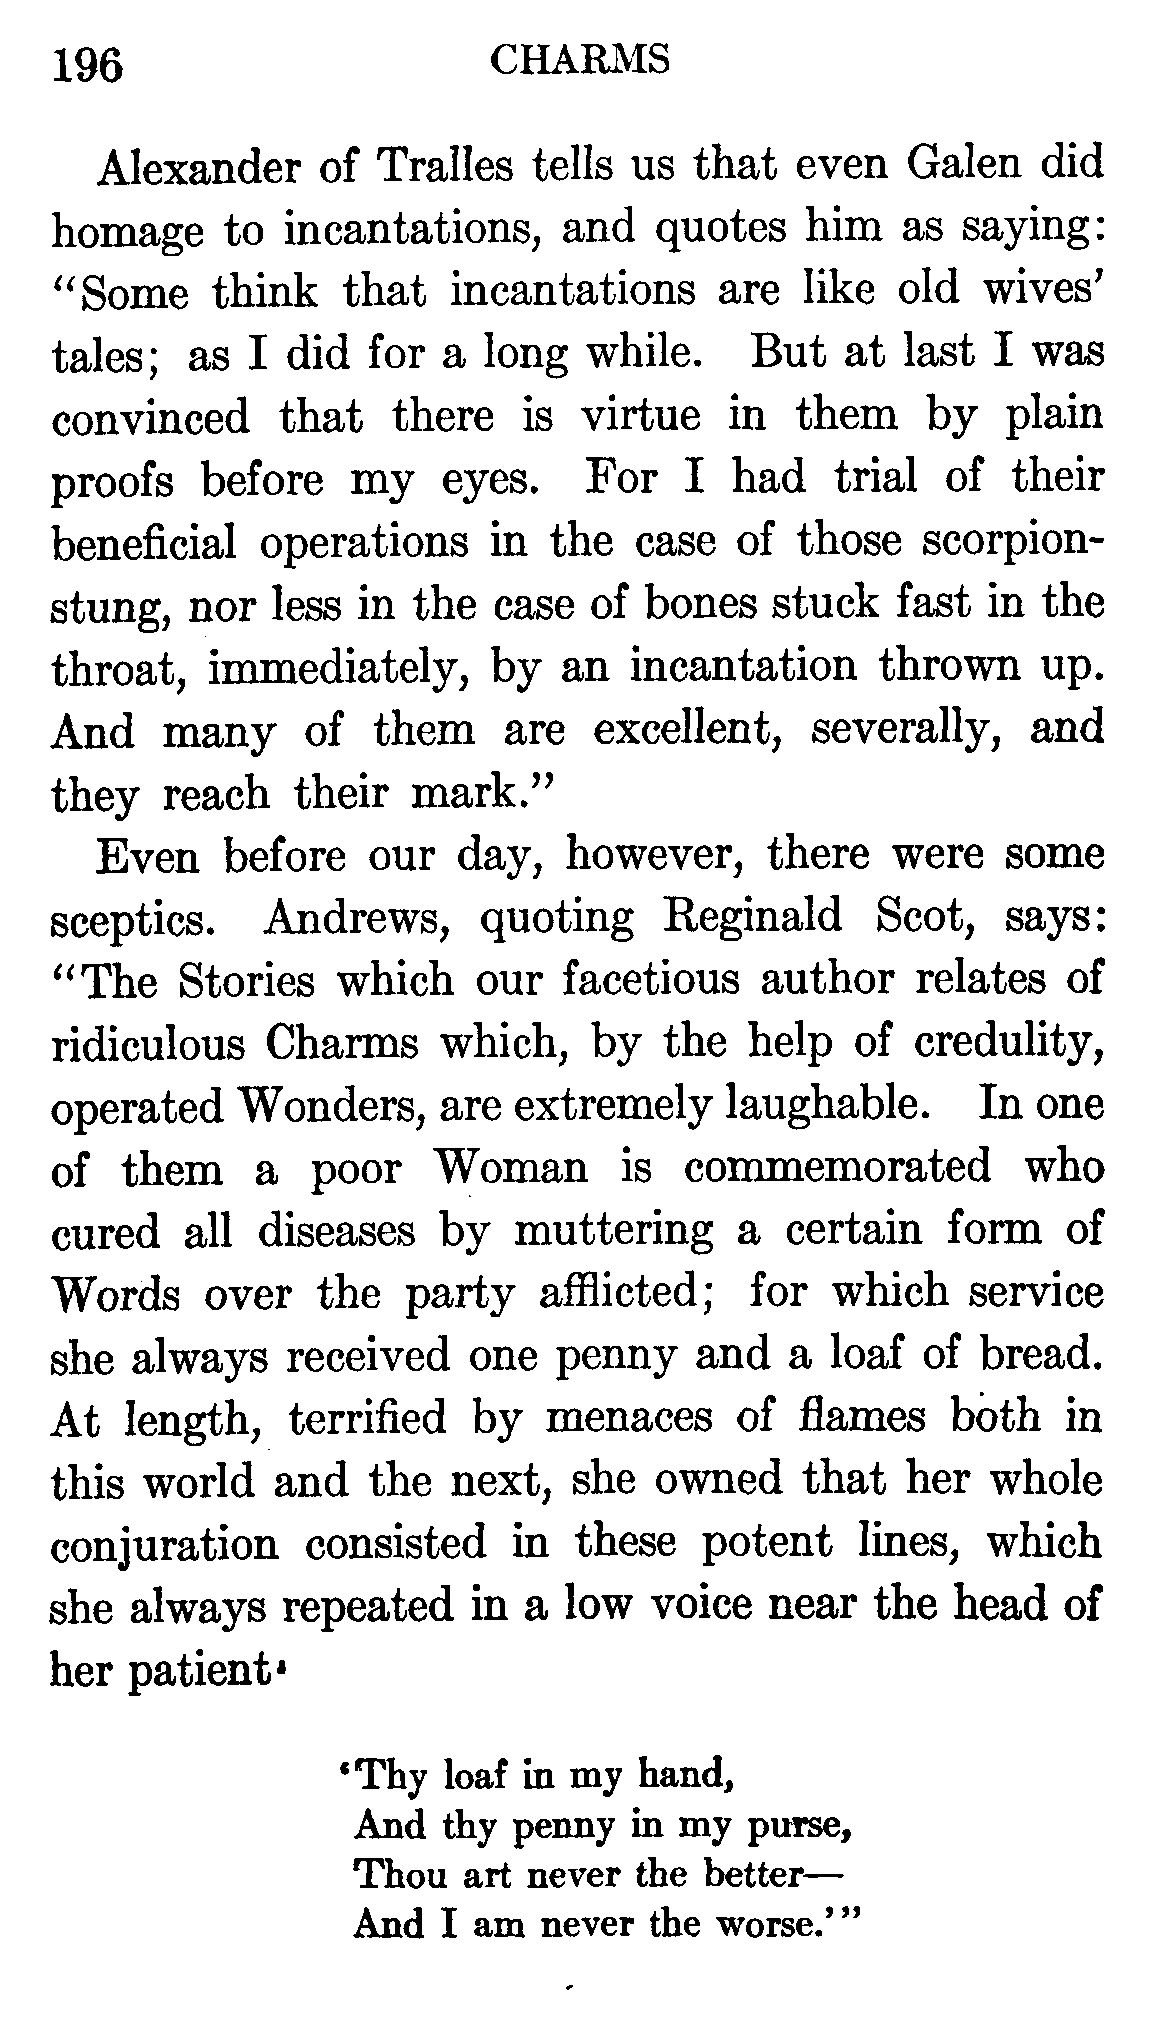 196 CHARMS
Alexander of Tralles tells us that even Galen did
homage to incantations, and quotes him as saying:
"Some think that incantations are like old wives'
tales; as I did for a long while. But at last I was
convinced that there is virtue in them by plain
proofs before my eyes. For I had trial of their
beneficial operations in the case of those scorpion-
stung, nor less in the case of bones stuck fast in the
throat, immediately, by an incantation thrown up.
And many of them are excellent, severally, and
they reach their mark."
Even before our day, however, there were some
sceptics. Andrews, quoting Reginald Scot, says:
"The Stories which our facetious author relates of
ridiculous Charms which, by the help of credulity,
operated Wonders, are extremely laughable. In one
of them a poor Woman is commemorated who
cured all diseases by muttering a certain form of
Words over the party afflicted; for which service
she always received one penny and a loaf of bread.
At length, terrified by menaces of flames both in
this world and the next, she owned that her whole
conjuration consisted in these potent lines, which
she always repeated in a low voice near the head of
her patient:
'Thy loaf in my hand,
And thy penny in my purse,
Thou art never the better—
And I am never the worse.'"